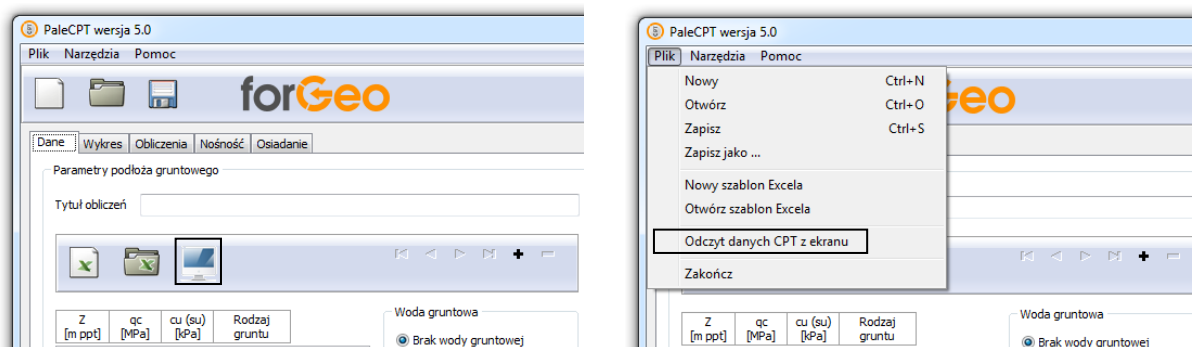 PaleCPT wersja 5.0
Plik Narzędzia Pomoc
forGeo
Dane Wykres Obliczenia Nośność Osiadanie
Parametry podłoża gruntowego
Tytuł obliczeń
Z qc cu (su) Rodzaj
[m ppt] [MPa] [kPa] gruntu
Woda gruntowa
Brak wody gruntowej
PaleCPT wersja 5.0
Plik Narzędzia Pomoc
Nowy Ctrl+N
Otwórz Ctrl+O
Zapisz Ctrl+S
Zapisz jako ...
Nowy szablon Excela
Otwórz szablon Excela
Odczyt danych CPT z ekranu
Zakończ
eo
Z qc cu (su) Rodzaj
[m ppt] [MPa] [kPa] gruntu
Woda gruntowa
Brak wody gruntowej